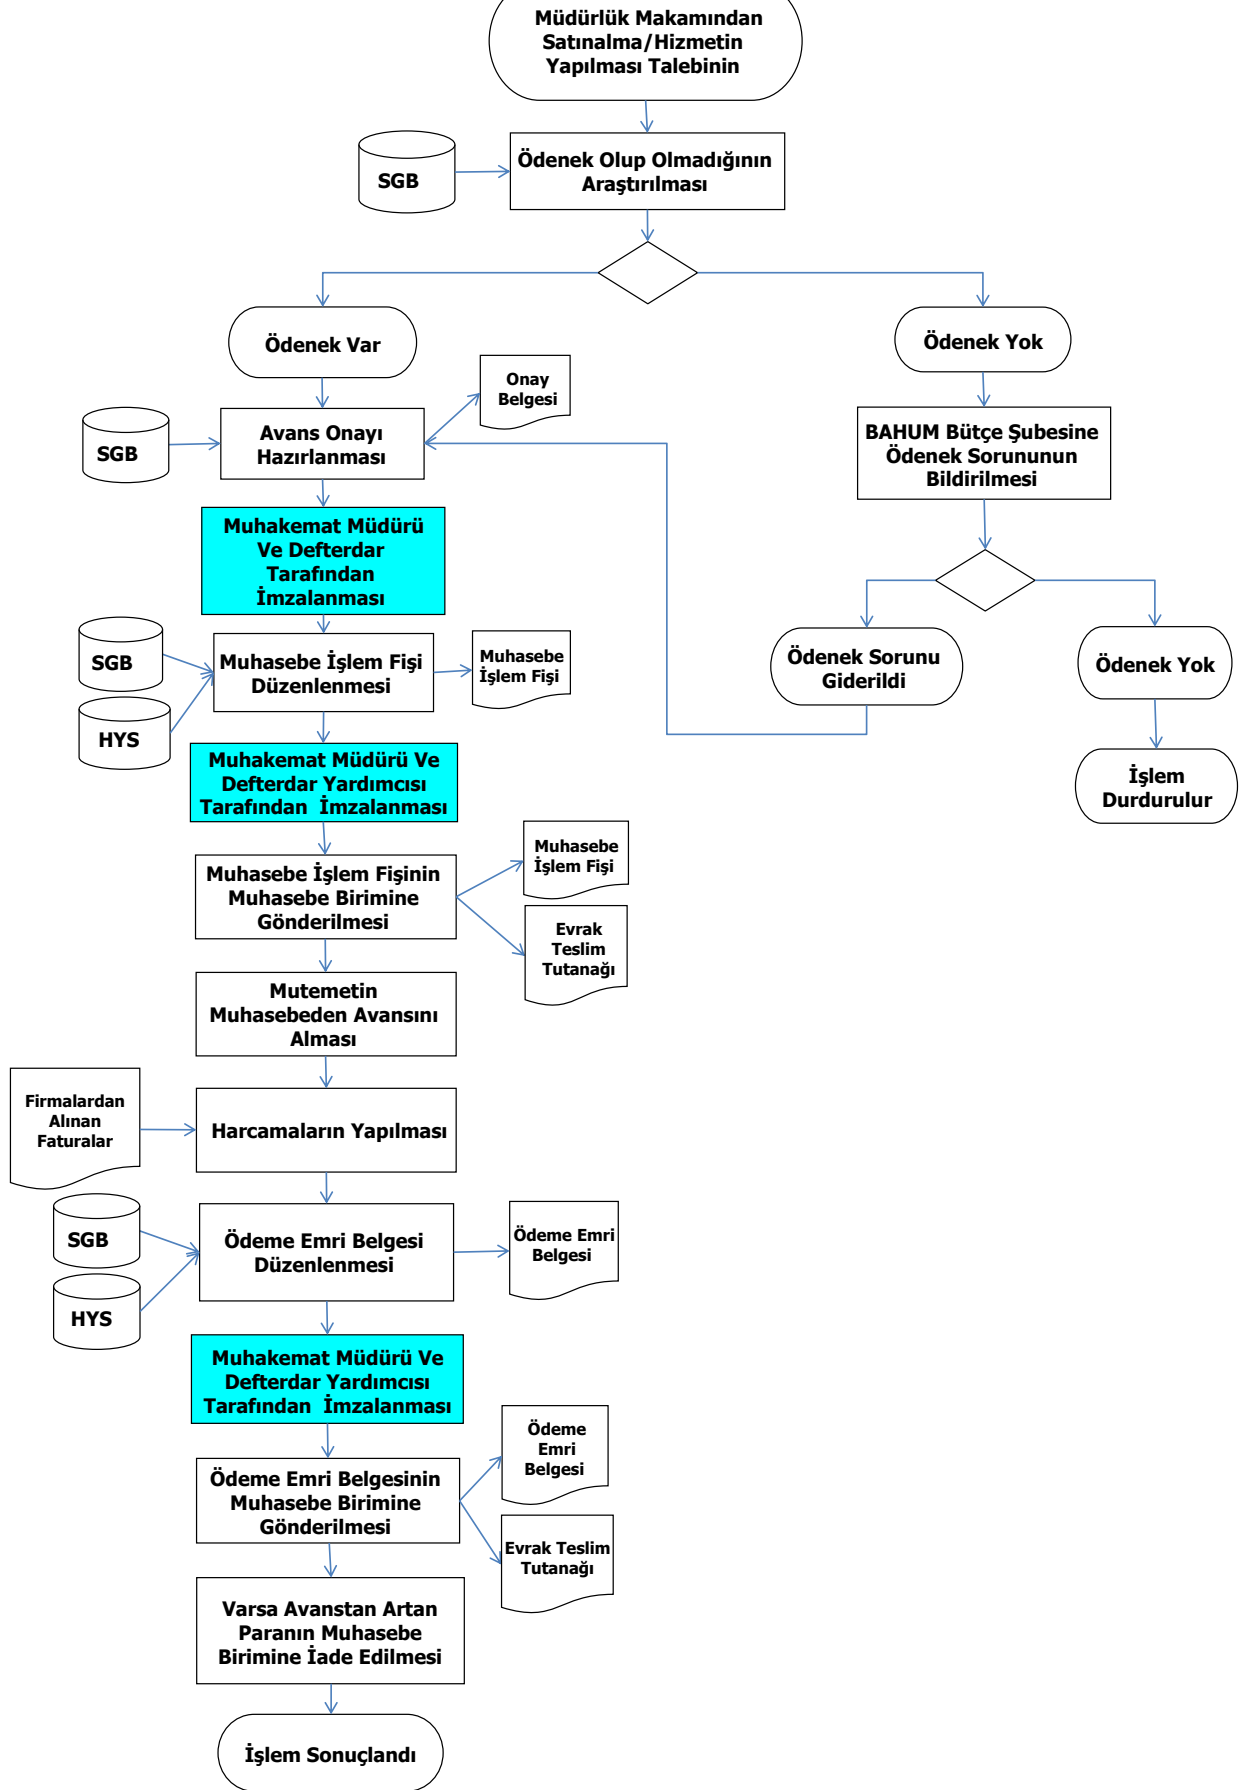 Müdürlük Makamından
Satınalma/Hizmetin
Yapılması Talebinin
SGB
Ödenek Olup Olmadığının
Araştırılması
Ödenek Var
Ödenek Yok
Onay
Belgesi
SGB
Avans Onayı
Hazırlanması
BAHUM Bütçe Şubesine
Ödenek Sorununun
Bildirilmesi
Muhakemat Müdürü
Ve Defterdar
Tarafından
İmzalanması
SGB
HYS
Muhasebe İşlem Fişi
Düzenlenmesi
Muhasebe
İşlem Fişi
Ödenek Sorunu
Giderildi
Ödenek Yok
Muhakemat Müdürü Ve
Defterdar Yardımcısı
Tarafından  İmzalanması
İşlem
Durdurulur
Muhasebe İşlem Fişinin
Muhasebe Birimine
Gönderilmesi
Muhasebe
İşlem Fişi
Evrak
Teslim
Tutanağı
Mutemetin
Muhasebeden Avansını
Alması
Firmalardan
Alınan
Faturalar
Harcamaların Yapılması
SGB
HYS
Ödeme Emri Belgesi
Düzenlenmesi
Ödeme Emri
Belgesi
Muhakemat Müdürü Ve
Defterdar Yardımcısı
Tarafından  İmzalanması
Ödeme Emri Belgesinin
Muhasebe Birimine
Gönderilmesi
Ödeme
Emri
Belgesi
Evrak Teslim
Tutanağı
Varsa Avanstan Artan
Paranın Muhasebe
Birimine İade Edilmesi
İşlem Sonuçlandı